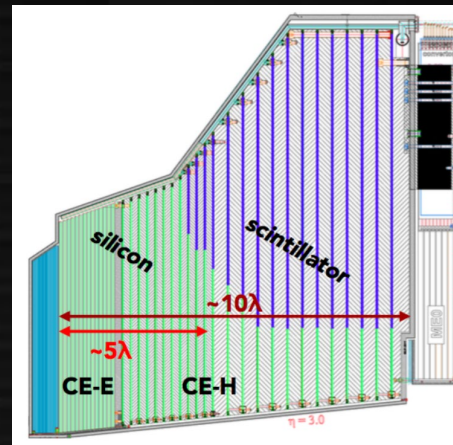 silicon
scintillator
~10λ
~5λ
CE-E
CE-H
η = 3.0